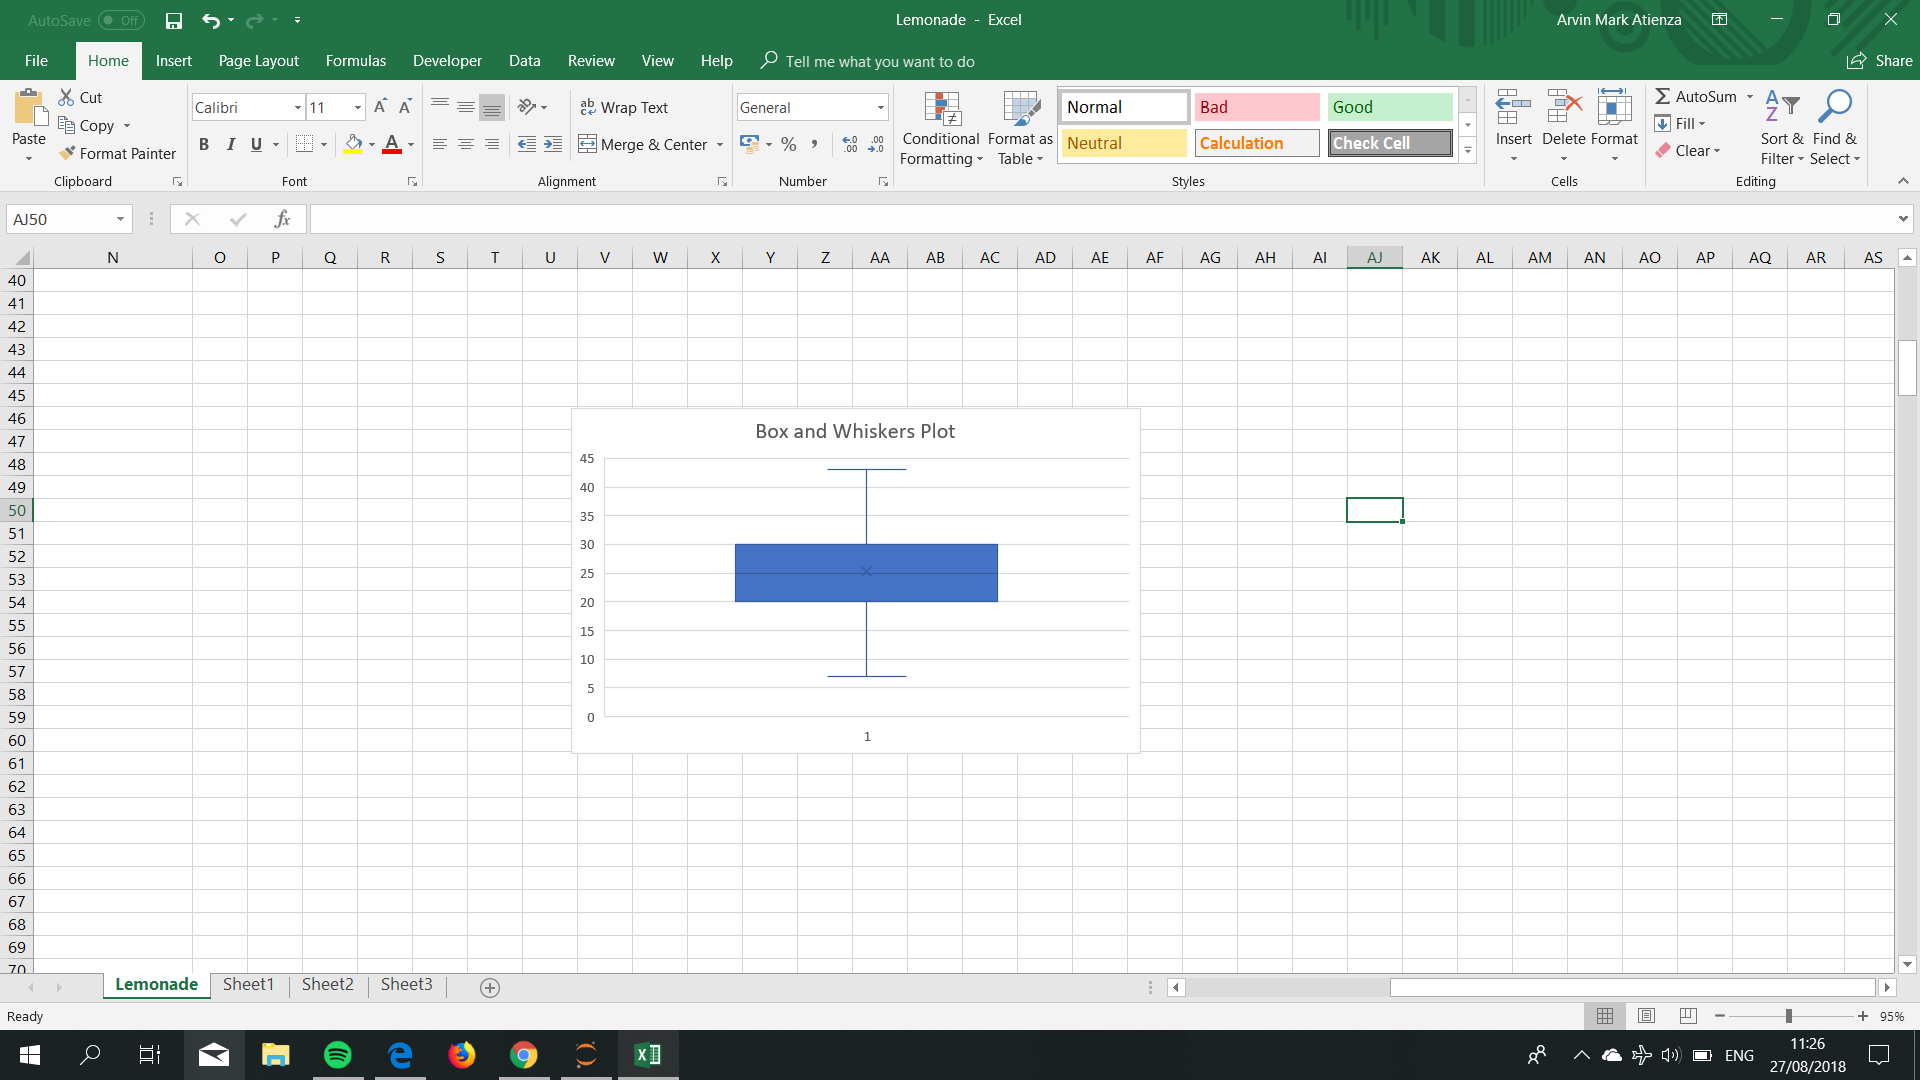 AutoSave Off
Lemonade - Excel
Arvin Mark Atienza
File Home Insert Page Layout Formulas Developer Data Review View Help Tell me what you want to do Share
Paste
Cut
Copy
Format Painter
Clipboard
Calibri 11
B I U
Font
Wrap Text
Merge & Center
Alignment
General
%
Number
Conditional Formatting
Format as Table
Normal Bad Good
Neutral Calculation Check Cell
Styles
Insert Delete Format
Cells
AutoSum
Fill
Clear
Sort & Filter
Find & Select
Editing
AJ50
fx
N O P Q R S T U V W X Y Z AA AB AC AD AE AF AG AH AI AJ AK AL AM AN AO AP AQ AR AS
40
41
42
43
44
45
46
47
48
49
50
51
52
53
54
55
56
57
58
59
60
61
62
63
64
65
66
67
68
69
70
Box and Whiskers Plot
45
40
35
30
25
20
15
10
5
0
1
Lemonade Sheet1 Sheet2 Sheet3
Ready
95%
ENG
11:26
27/08/2018